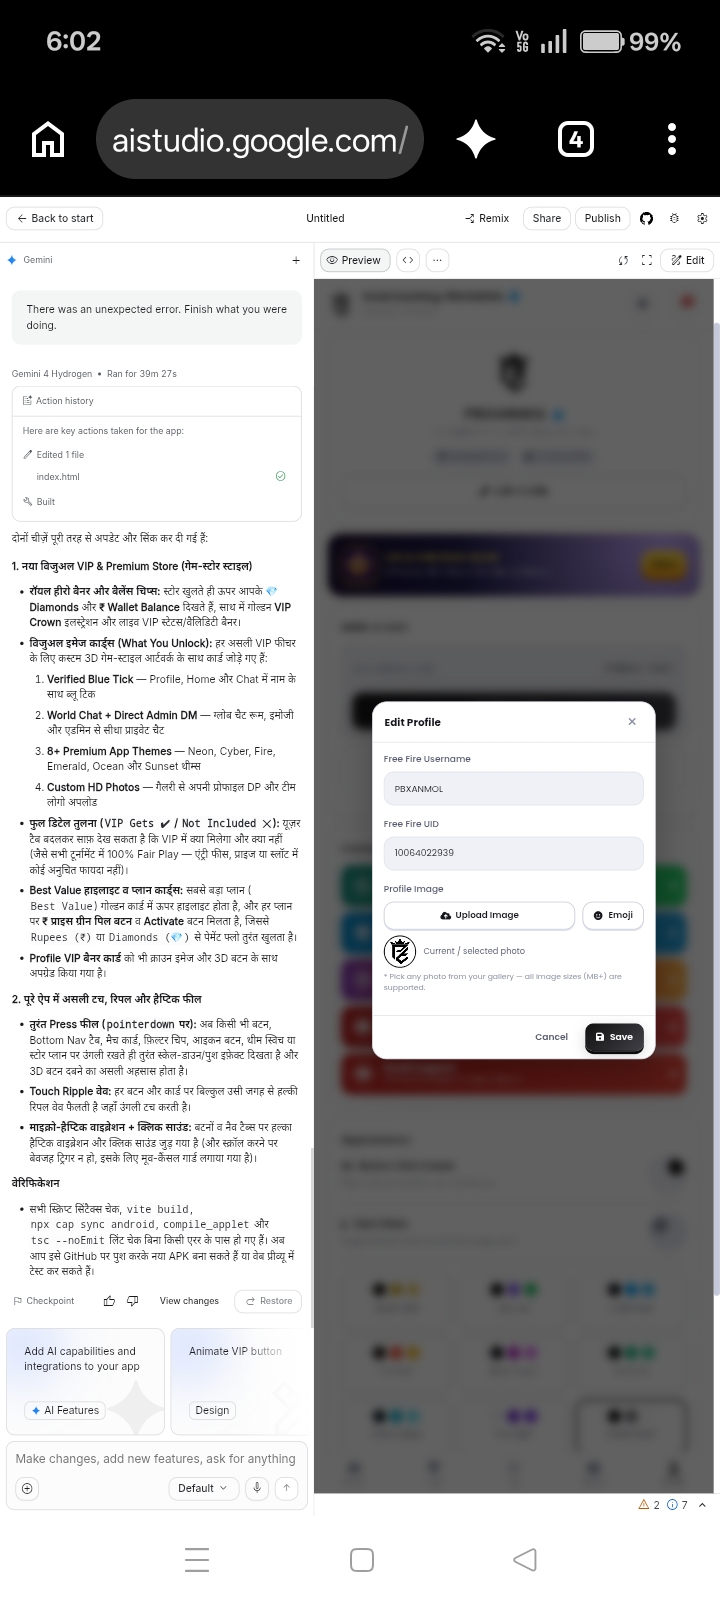 6:02
Vo
5G
99%
aistudio.google.com/
4
Back to start
Untitled
Remix
Share
Publish
Gemini
+
Preview
Edit
There was an unexpected error. Finish what you were
doing.
Gemini 4 Hydrogen • Ran for 39m 27s
Action history
Here are key actions taken for the app:
Edited 1 file
index.html
Built
दोनों चीज़ें पूरी तरह से अपडेट और सिंक कर दी गई हैं:
1. नया विजुअल VIP & Premium Store (गेम-स्टोर स्टाइल)
• रॉयल हीरो बैनर और बैलेंस चिप्स: स्टोर खुलते ही ऊपर आपके 💎
Diamonds और ₹ Wallet Balance दिखते हैं, साथ में गोल्डन VIP
Crown इलस्ट्रेशन और लाइव VIP स्टेटस/वैलिडिटी बैनर।
• विजुअल इमेज कार्ड्स (What You Unlock): हर असली VIP फीचर
के लिए कस्टम 3D गेम-स्टाइल आर्टवर्क के साथ कार्ड जोड़े गए हैं:
1. Verified Blue Tick — Profile, Home और Chat में नाम के
साथ ब्लू टिक
2. World Chat + Direct Admin DM — ग्लोब चैट रूम, इमोजी
और एडमिन से सीधा प्राइवेट चैट
3. 8+ Premium App Themes — Neon, Cyber, Fire,
Emerald, Ocean और Sunset थीम्स
4. Custom HD Photos — गैलरी से अपनी प्रोफाइल DP और टीम
लोगो अपलोड
• फुल डिटेल तुलना (VIP Gets ✔ / Not Included ✕): यूज़र
टैब बदलकर साफ़ देख सकता है कि VIP में क्या मिलेगा और क्या नहीं
(जैसे सभी टूर्नामेंट में 100% Fair Play — एंट्री फीस, प्राइज या स्लॉट में
कोई अनुचित फायदा नहीं)।
• Best Value हाइलाइट व प्लान कार्ड्स: सबसे बड़ा प्लान (
Best Value) गोल्डन कार्ड में ऊपर हाइलाइट होता है, और हर प्लान
पर ₹ प्राइस ग्रीन पिल बटन व Activate बटन मिलता है, जिससे
Rupees (₹) या Diamonds (💎) से पेमेंट फ्लो तुरंत खुलता है।
• Profile VIP बैनर कार्ड को भी क्राउन इमेज और 3D बटन के साथ
अपग्रेड किया गया है।
2. पूरे ऐप में असली टच, रिपल और हैप्टिक फील
• तुरंत Press फील (pointerdown पर): अब किसी भी बटन,
Bottom Nav टैब, मैच कार्ड, फ़िल्टर चिप, आइकन बटन, थीम स्विच या
स्टोर प्लान पर उंगली रखते ही तुरंत स्केल-डाउन/पुश इफ़ेक्ट दिखता है और
3D बटन दबने का असली अहसास होता है।
• Touch Ripple वेव: हर बटन और कार्ड पर बिल्कुल उसी जगह से हल्की
रिपल वेव फैलती है जहाँ उंगली टच करती है।
• माइक्रो-हैप्टिक वाइब्रेशन + क्लिक साउंड: बटनों व नैव टैब्स पर हल्का
हैप्टिक वाइब्रेशन और क्लिक साउंड जुड़ गया है (और स्क्रॉल करने पर
बेवजह ट्रिगर न हो, इसके लिए मूव-कैंसल गार्ड लगाया गया है)।
वेरिफिकेशन
• सभी स्क्रिप्ट सिंटैक्स चेक, vite build,
npx cap sync android, compile_applet और
tsc --noEmit लिंट चेक बिना किसी एरर के पास हो गए हैं। अब
आप इसे GitHub पर पुश करके नया APK बना सकते हैं या वेब प्रीव्यू में
टेस्ट कर सकते हैं।
Checkpoint
View changes
Restore
Add AI capabilities and
integrations to your app
AI Features
Animate VIP button
Design
Make changes, add new features, ask for anything
Default
Edit Profile
Free Fire Username
PBXANMOL
Free Fire UID
10064022939
Profile Image
Upload Image
Emoji
Current / selected photo
* Pick any photo from your gallery — all image sizes (MB+) are
supported.
Cancel
Save
2
7